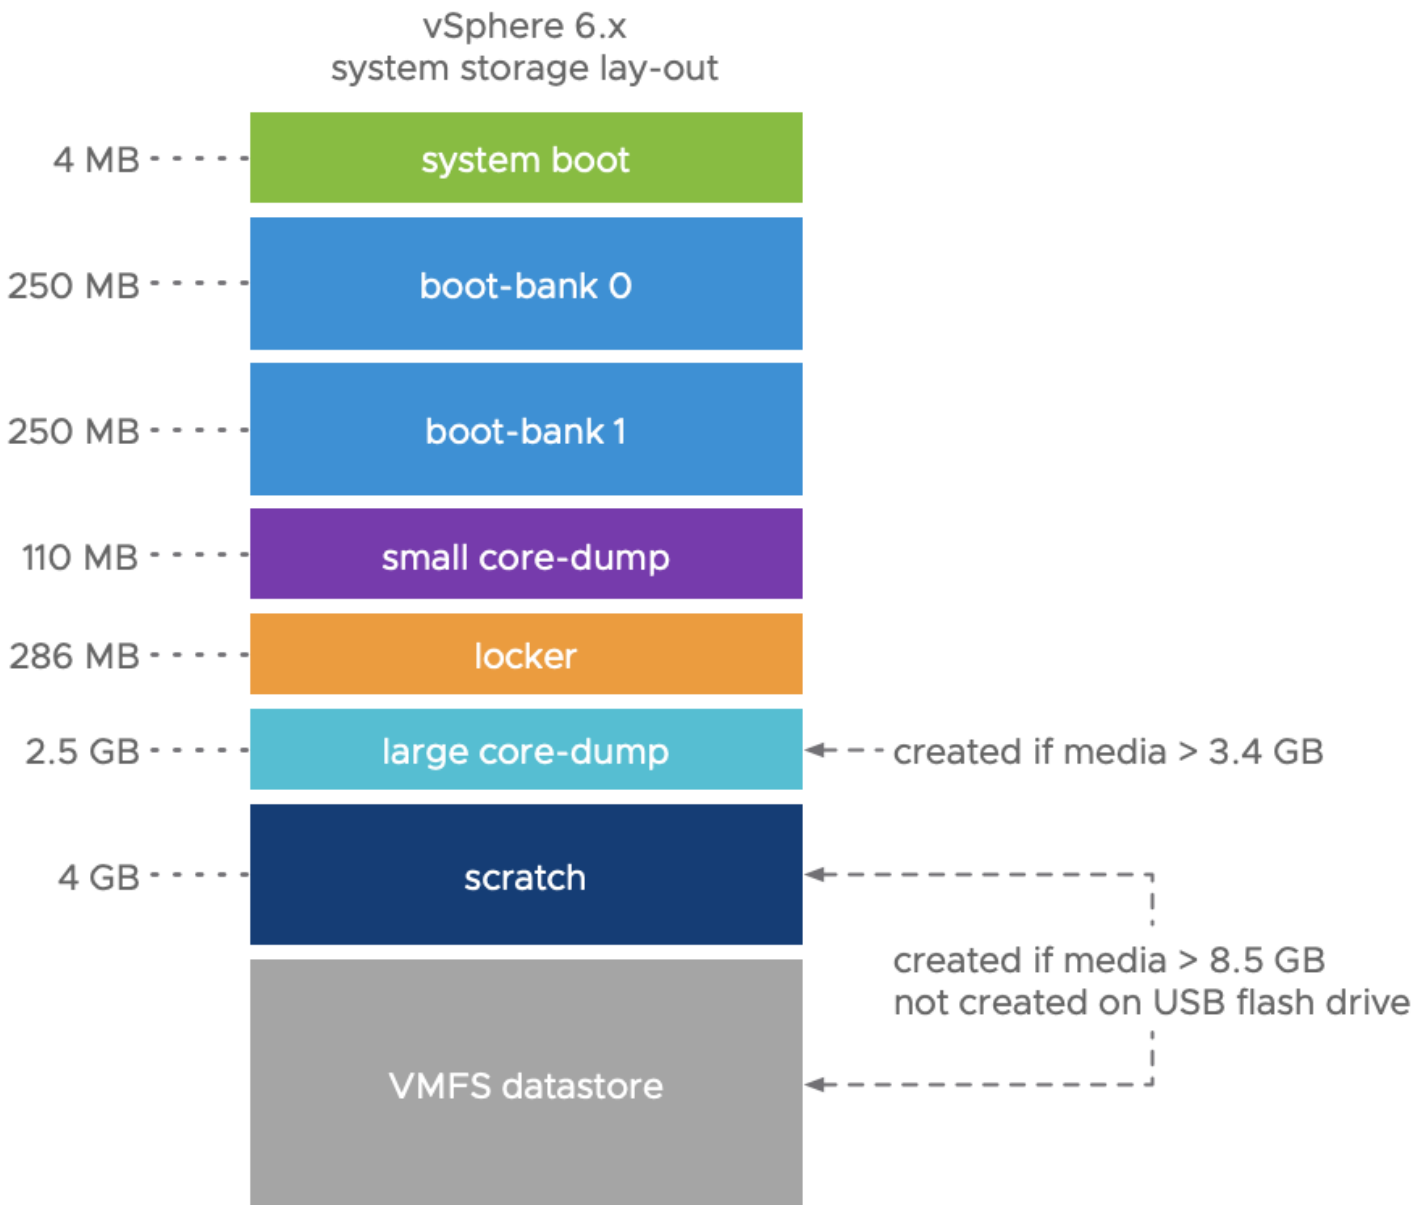 vSphere 6.x
system storage lay-out
4 MB
system boot
250 MB
boot-bank 0
250 MB
boot-bank 1
110 MB
small core-dump
286 MB
locker
2.5 GB
large core-dump
created if media > 3.4 GB
4 GB
scratch
created if media > 8.5 GB
not created on USB flash drive
VMFS datastore